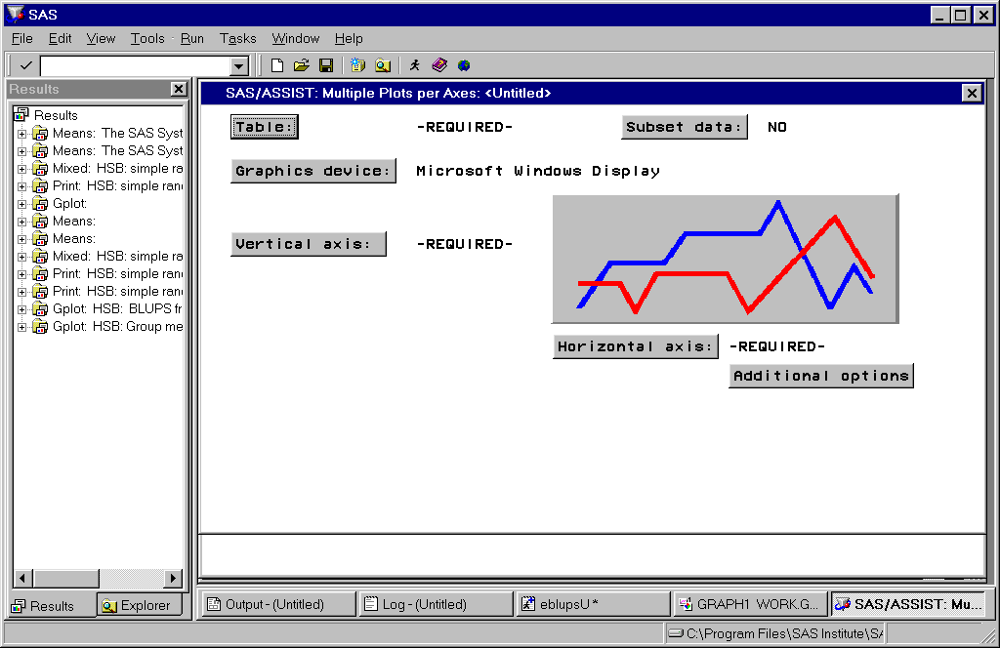 SAS
File Edit View Tools Run Tasks Window Help
Results
SAS/ASSIST: Multiple Plots per Axes: <Untitled>
Results
Means: The SAS Syst
Means: The SAS Syst
Mixed: HSB: simple ra
Print: HSB: simple ran
Gplot:
Means:
Means:
Mixed: HSB: simple ra
Print: HSB: simple ran
Print: HSB: simple ran
Gplot: HSB: BLUPS fr
Gplot: HSB: Group me
Table: -REQUIRED- Subset data: NO
Graphics device: Microsoft Windows Display
Vertical axis: -REQUIRED-
Horizontal axis: -REQUIRED-
Additional options
Results Explorer
Output - (Untitled) Log - (Untitled) eblupsU * GRAPH1 WORK.G... SAS/ASSIST: Mu...
C:\Program Files\SAS Institute\SA